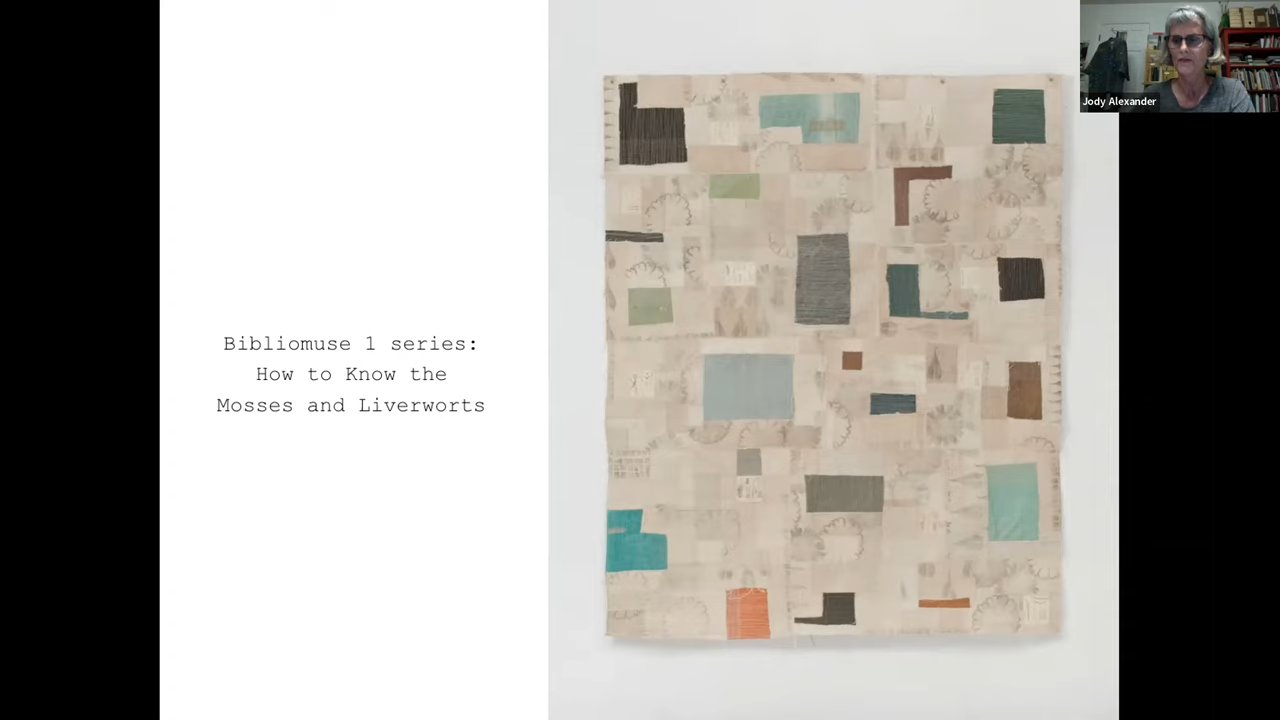 Bibliomuse 1 series:
How to Know the
Mosses and Liverworts
Jody Alexander